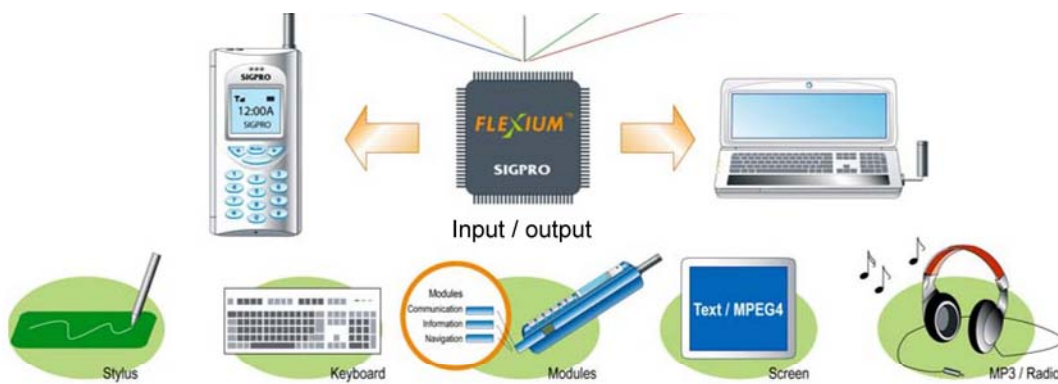 SIGPRO
12:00A
SIGPRO
FLEXIUM™
SIGPRO
Input / output
Modules
Communication
Information
Navigation
Text / MPEG4
Stylus
Keyboard
Modules
Screen
MP3 / Radio